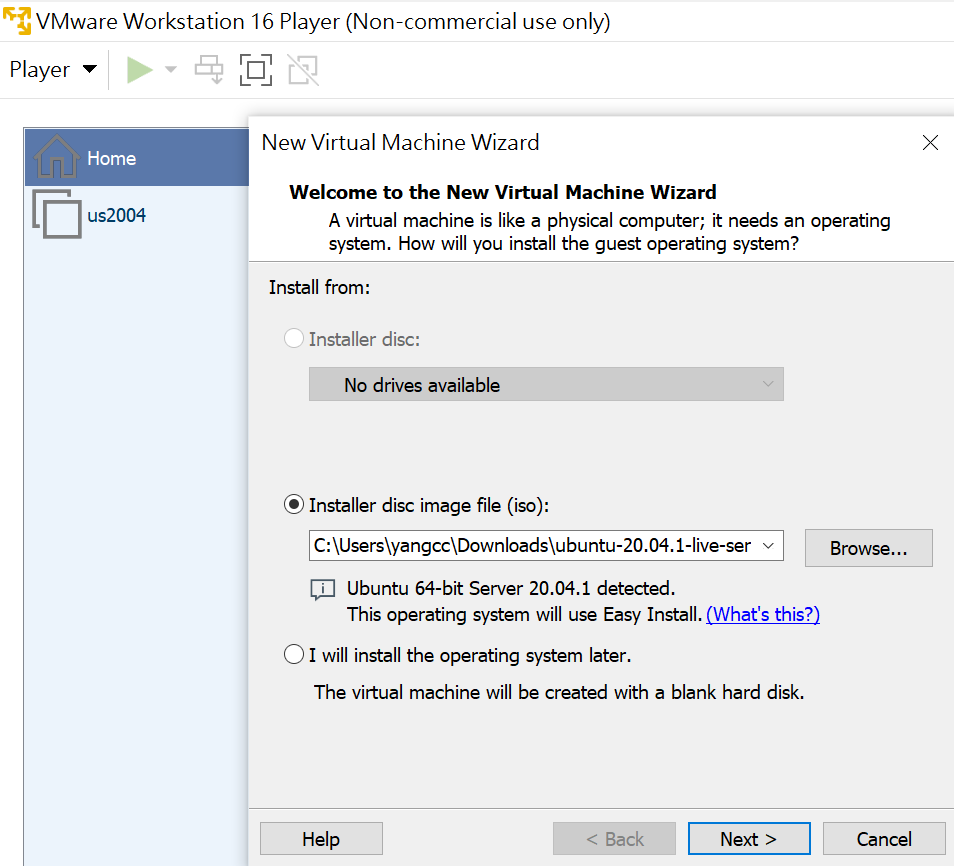 VMware Workstation 16 Player (Non-commercial use only)
Player
Home
us2004
New Virtual Machine Wizard
Welcome to the New Virtual Machine Wizard
A virtual machine is like a physical computer; it needs an operating
system. How will you install the guest operating system?
Install from:
Installer disc:
No drives available
Installer disc image file (iso):
C:\Users\yangcc\Downloads\ubuntu-20.04.1-live-ser
Browse...
Ubuntu 64-bit Server 20.04.1 detected.
This operating system will use Easy Install. (What's this?)
I will install the operating system later.
The virtual machine will be created with a blank hard disk.
Help
< Back
Next >
Cancel